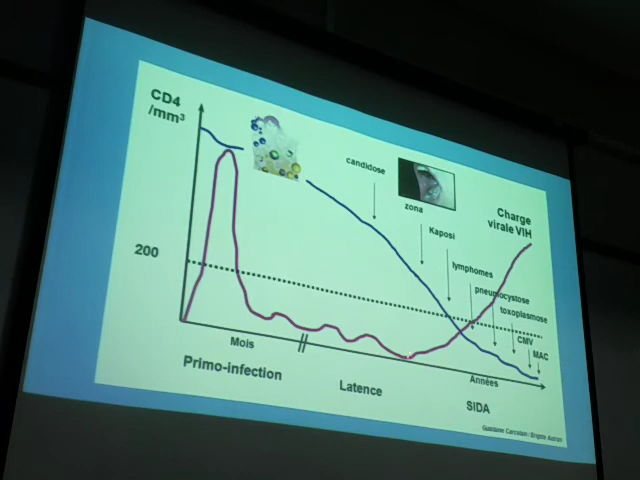 CD4
/mm³
candidose
zona
Kaposi
Charge
virale VIH
lymphomes
pneumocystose
toxoplasmose
CMV
MAC
200
Mois
Primo-infection
Latence
Années
SIDA